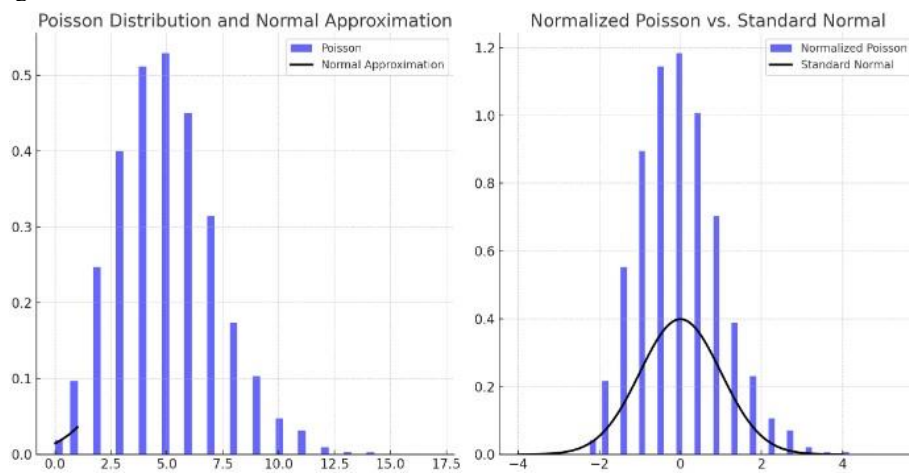 Poisson Distribution and Normal Approximation
Poisson
Normal Approximation
0.5
0.4
0.3
0.2
0.1
0.0
0.0 2.5 5.0 7.5 10.0 12.5 15.0 17.5
Normalized Poisson vs. Standard Normal
Normalized Poisson
Standard Normal
1.2
1.0
0.8
0.6
0.4
0.2
0.0
−4 −2 0 2 4